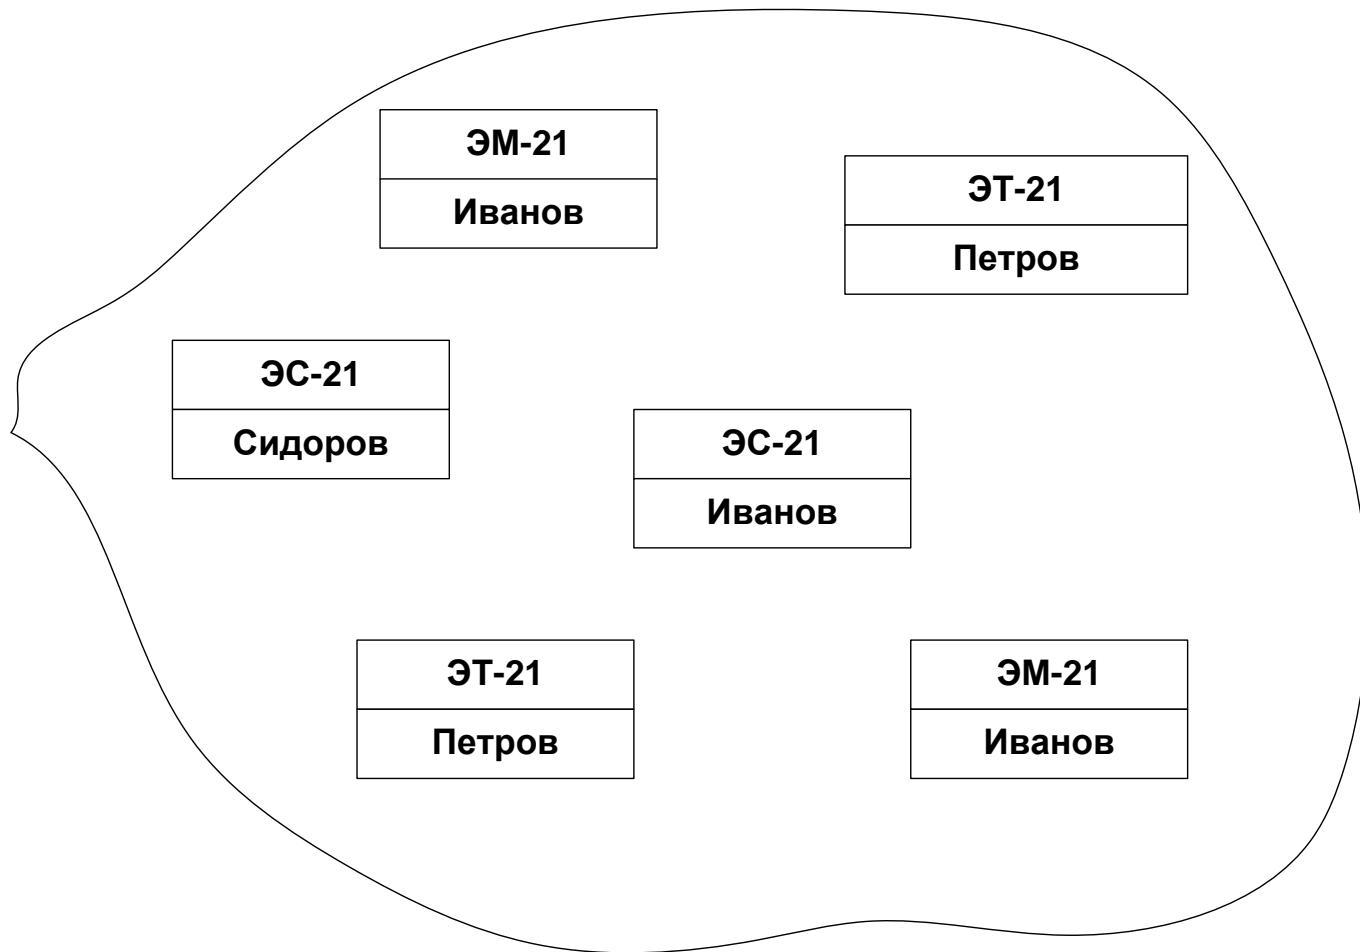 ЭМ-21
Иванов
ЭТ-21
Петров
ЭС-21
Сидоров
ЭС-21
Иванов
ЭТ-21
Петров
ЭМ-21
Иванов